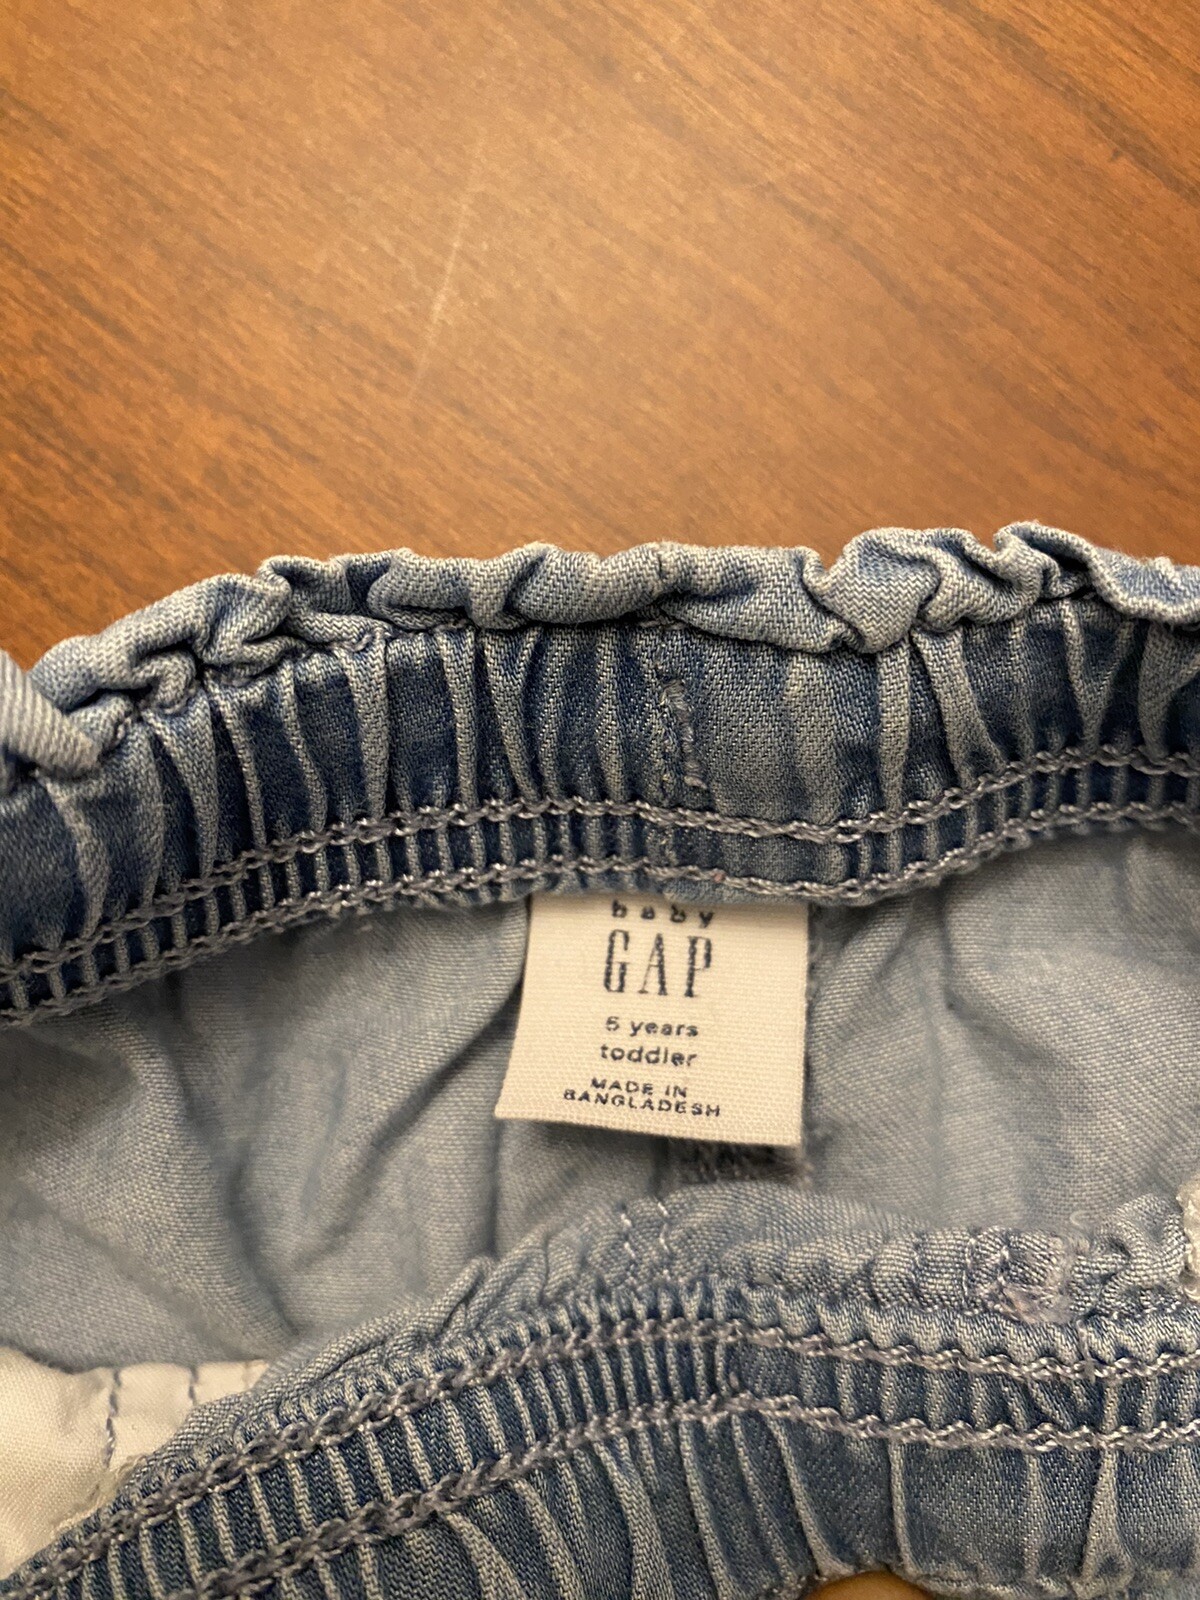 baby
GAP
5 years
toddler
MADE IN
BANGLADESH